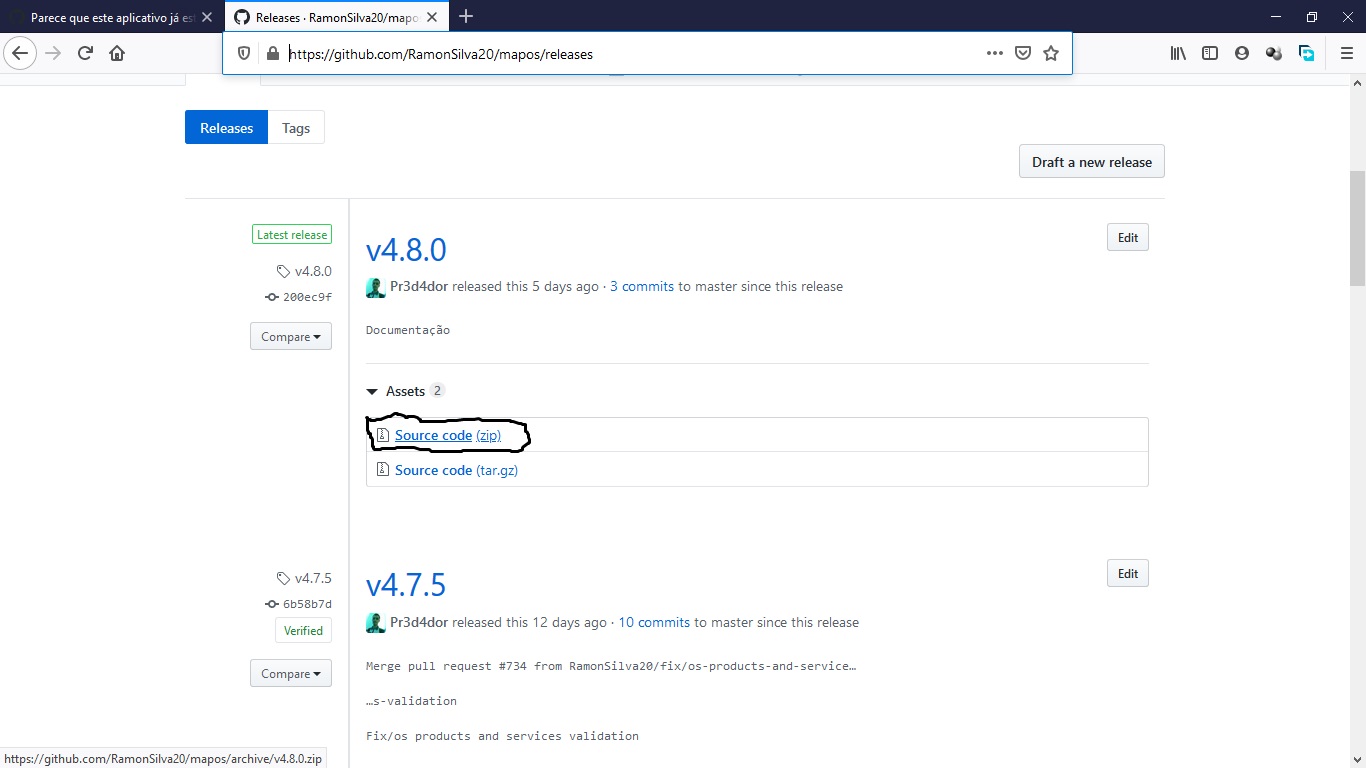 Parece que este aplicativo já es
Releases · RamonSilva20/mapo
https://github.com/RamonSilva20/mapos/releases
Releases
Tags
Draft a new release
Latest release
v4.8.0
200ec9f
Compare
v4.8.0
Edit
Pr3d4dor released this 5 days ago · 3 commits to master since this release
Documentação
Assets 2
Source code (zip)
Source code (tar.gz)
v4.7.5
6b58b7d
Verified
Compare
v4.7.5
Edit
Pr3d4dor released this 12 days ago · 10 commits to master since this release
Merge pull request #734 from RamonSilva20/fix/os-products-and-service…
…s-validation
Fix/os products and services validation
https://github.com/RamonSilva20/mapos/archive/v4.8.0.zip